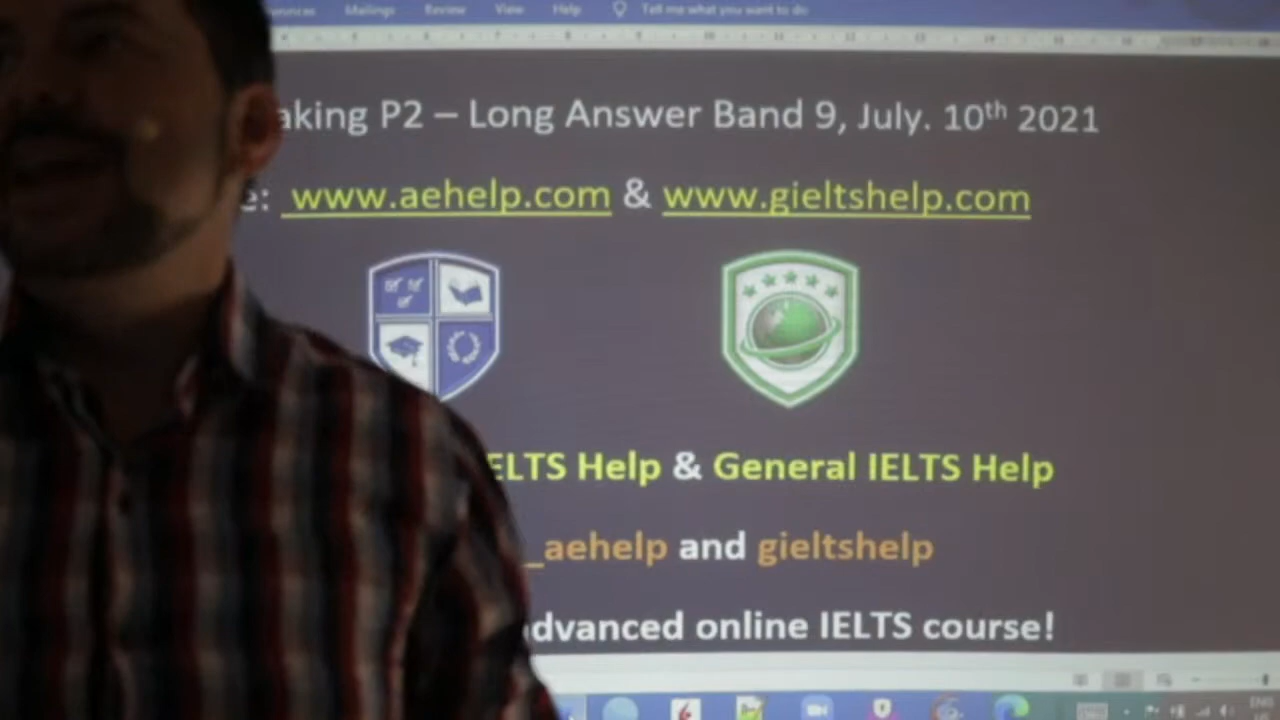 Mailings Review View Help Tell me what you want to do
aking P2 – Long Answer Band 9, July. 10th 2021
e: www.aehelp.com & www.gieltshelp.com
ELTS Help & General IELTS Help
_aehelp and gieltshelp
dvanced online IELTS course!
ENG